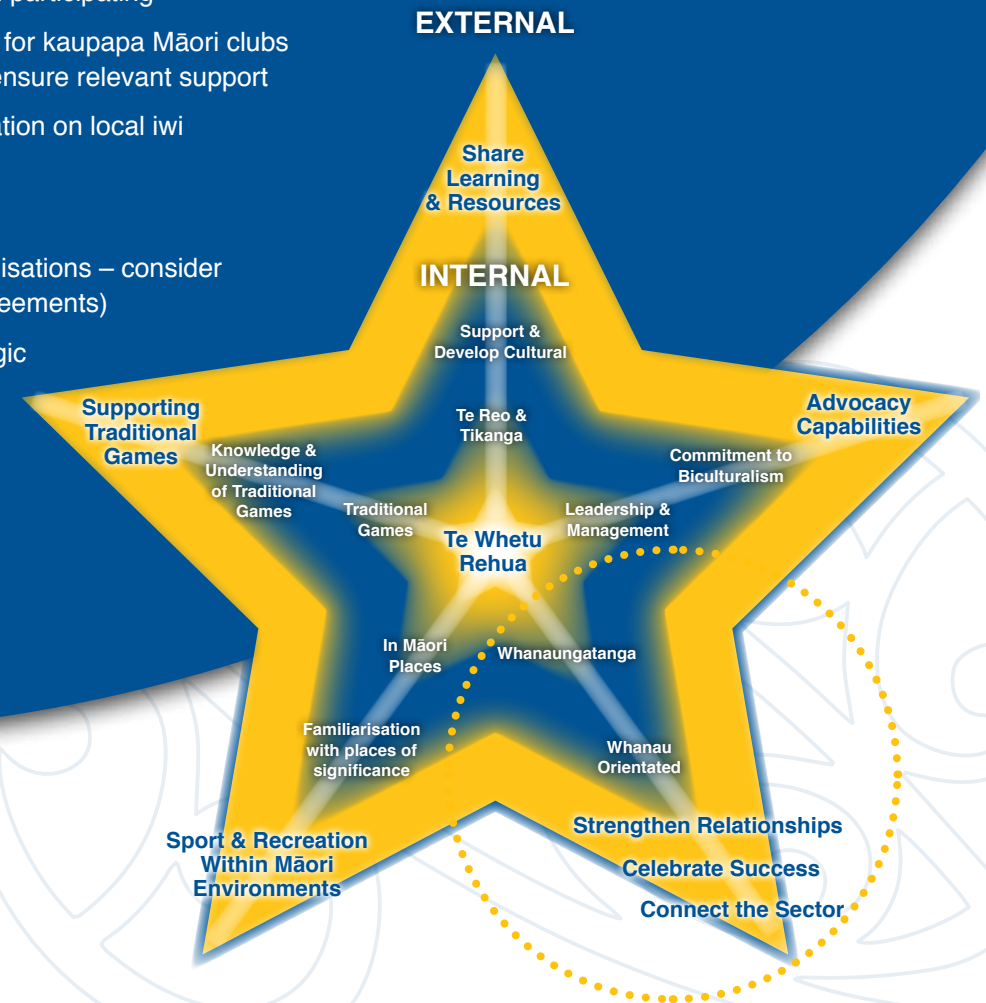 participating
for kaupapa Māori clubs
ensure relevant support
ation on local iwi
isations – consider
eements)
gic
EXTERNAL
Share
Learning
& Resources
INTERNAL
Support &
Develop Cultural
Te Reo &
Tikanga
Supporting
Traditional
Games
Knowledge &
Understanding
of Traditional
Games
Traditional
Games
Te Whetu
Rehua
Leadership &
Management
Commitment to
Biculturalism
Advocacy
Capabilities
In Māori
Places
Familiarisation
with places of
significance
Sport & Recreation
Within Māori
Environments
Whanaungatanga
Whanau
Orientated
Strengthen Relationships
Celebrate Success
Connect the Sector